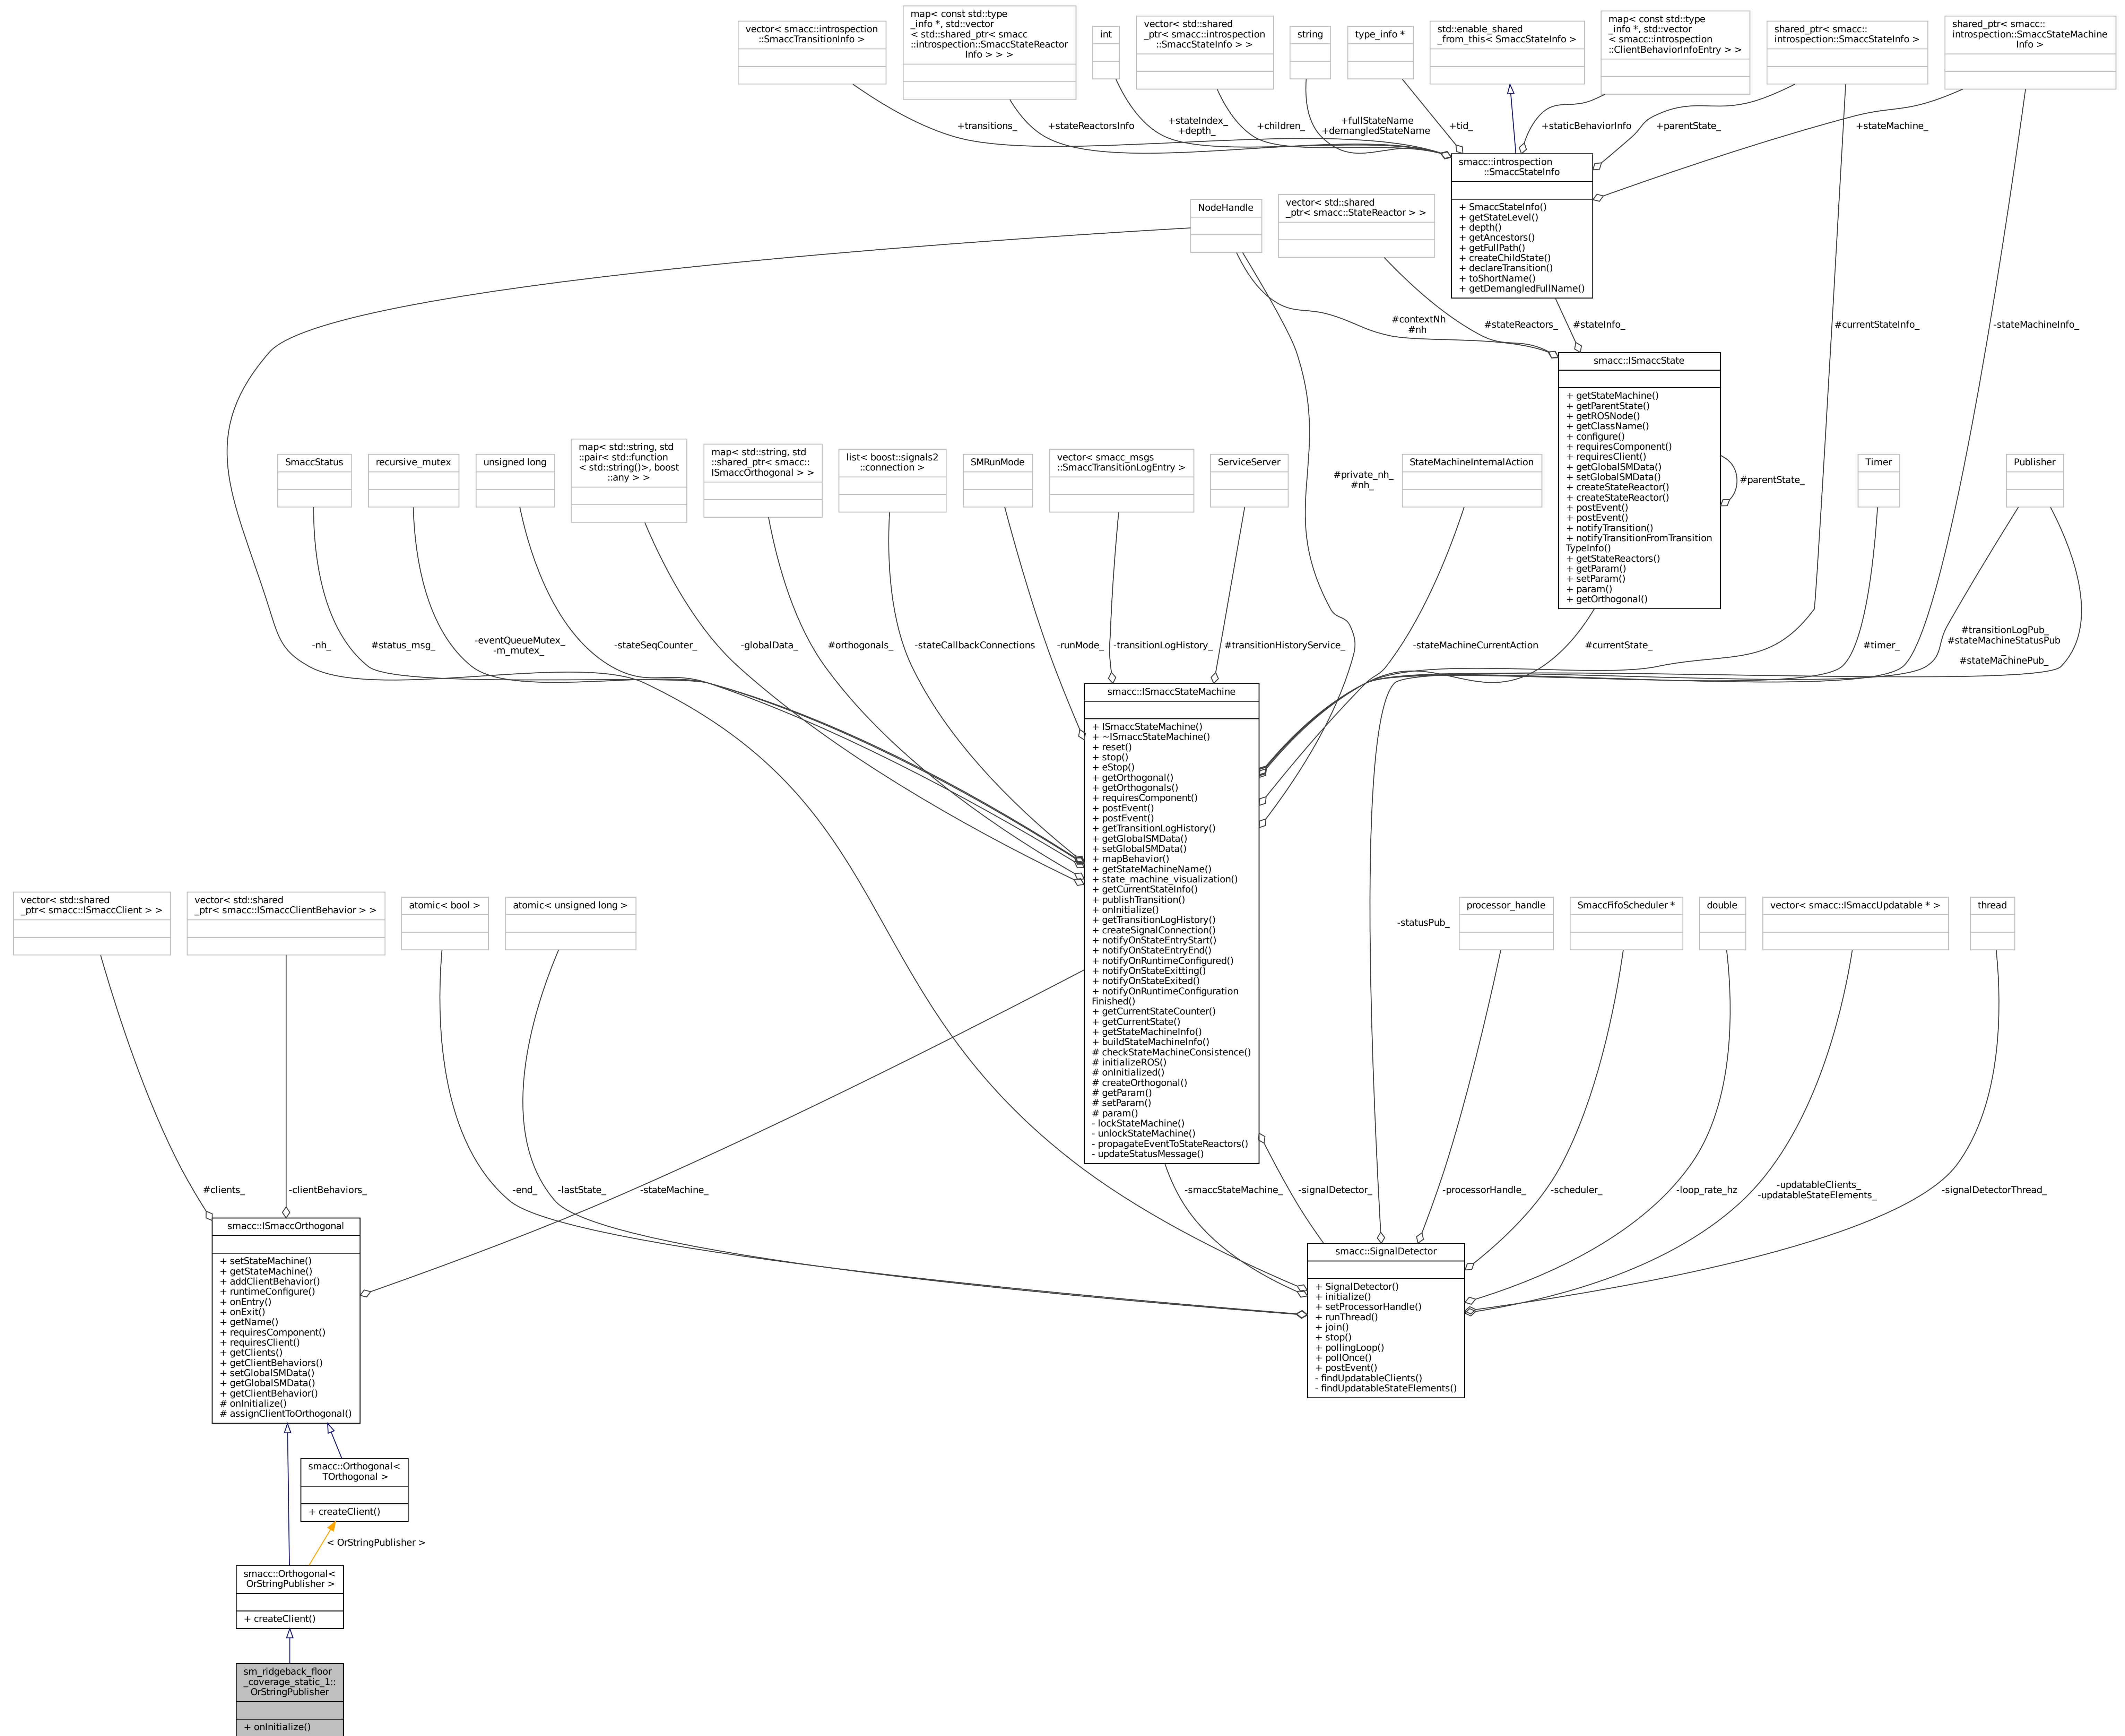 vector< smacc::introspection
::SmaccTransitionInfo >
map< const std::type
_info *, std::vector
< std::shared_ptr< smacc
::introspection::SmaccStateReactor
Info > > >
int
vector< std::shared
_ptr< smacc::introspection
::SmaccStateInfo > >
string
type_info *
std::enable_shared
_from_this< SmaccStateInfo >
map< const std::type
_info *, std::vector
< smacc::introspection
::ClientBehaviorInfoEntry > >
shared_ptr< smacc::
introspection::SmaccStateInfo >
shared_ptr< smacc::
introspection::SmaccStateMachine
Info >
+transitions_
+stateReactorsInfo
+stateIndex_
+depth_
+children_
+fullStateName
+demangledStateName
+tid_
+staticBehaviorInfo
+parentState_
+stateMachine_
smacc::introspection
::SmaccStateInfo
+ SmaccStateInfo()
+ getStateLevel()
+ depth()
+ getAncestors()
+ getFullPath()
+ createChildState()
+ declareTransition()
+ toShortName()
+ getDemangledFullName()
NodeHandle
vector< std::shared
_ptr< smacc::StateReactor > >
#contextNh
#nh
#stateReactors_
#stateInfo_
#currentStateInfo_
-stateMachineInfo_
smacc::ISmaccState
+ getStateMachine()
+ getParentState()
+ getROSNode()
+ getClassName()
+ configure()
+ requiresComponent()
+ requiresClient()
+ getGlobalSMData()
+ setGlobalSMData()
+ createStateReactor()
+ createStateReactor()
+ postEvent()
+ postEvent()
+ notifyTransition()
+ notifyTransitionFromTransition
TypeInfo()
+ getStateReactors()
+ getParam()
+ setParam()
+ param()
+ getOrthogonal()
#parentState_
SmaccStatus
recursive_mutex
unsigned long
map< std::string, std
::pair< std::function
< std::string()>, boost
::any > >
map< std::string, std
::shared_ptr< smacc::
ISmaccOrthogonal > >
list< boost::signals2
::connection >
SMRunMode
vector< smacc_msgs
::SmaccTransitionLogEntry >
ServiceServer
#private_nh_
#nh_
StateMachineInternalAction
Timer
Publisher
-nh_
#status_msg_
-eventQueueMutex_
-m_mutex_
-stateSeqCounter_
-globalData_
#orthogonals_
-stateCallbackConnections
-runMode_
-transitionLogHistory_
#transitionHistoryService_
-stateMachineCurrentAction
#currentState_
#timer_
#transitionLogPub_
#stateMachineStatusPub
_
#stateMachinePub_
smacc::ISmaccStateMachine
+ ISmaccStateMachine()
+ ~ISmaccStateMachine()
+ reset()
+ stop()
+ eStop()
+ getOrthogonal()
+ getOrthogonals()
+ requiresComponent()
+ postEvent()
+ postEvent()
+ getTransitionLogHistory()
+ getGlobalSMData()
+ setGlobalSMData()
+ mapBehavior()
+ getStateMachineName()
+ state_machine_visualization()
+ getCurrentStateInfo()
+ publishTransition()
+ onInitialize()
+ getTransitionLogHistory()
+ createSignalConnection()
+ notifyOnStateEntryStart()
+ notifyOnStateEntryEnd()
+ notifyOnRuntimeConfigured()
+ notifyOnStateExitting()
+ notifyOnStateExited()
+ notifyOnRuntimeConfiguration
Finished()
+ getCurrentStateCounter()
+ getCurrentState()
+ getStateMachineInfo()
+ buildStateMachineInfo()
# checkStateMachineConsistence()
# initializeROS()
# onInitialized()
# createOrthogonal()
# getParam()
# setParam()
# param()
- lockStateMachine()
- unlockStateMachine()
- propagateEventToStateReactors()
- updateStatusMessage()
vector< std::shared
_ptr< smacc::ISmaccClient > >
vector< std::shared
_ptr< smacc::ISmaccClientBehavior > >
atomic< bool >
atomic< unsigned long >
-statusPub_
processor_handle
SmaccFifoScheduler *
double
vector< smacc::ISmaccUpdatable * >
thread
#clients_
-clientBehaviors_
-end_
-lastState_
-stateMachine_
-smaccStateMachine_
-signalDetector_
-processorHandle_
-scheduler_
-loop_rate_hz
-updatableClients_
-updatableStateElements_
-signalDetectorThread_
smacc::ISmaccOrthogonal
+ setStateMachine()
+ getStateMachine()
+ addClientBehavior()
+ runtimeConfigure()
+ onEntry()
+ onExit()
+ getName()
+ requiresComponent()
+ requiresClient()
+ getClients()
+ getClientBehaviors()
+ setGlobalSMData()
+ getGlobalSMData()
+ getClientBehavior()
# onInitialize()
# assignClientToOrthogonal()
smacc::SignalDetector
+ SignalDetector()
+ initialize()
+ setProcessorHandle()
+ runThread()
+ join()
+ stop()
+ pollingLoop()
+ pollOnce()
+ postEvent()
- findUpdatableClients()
- findUpdatableStateElements()
smacc::Orthogonal<
TOrthogonal >
+ createClient()
< OrStringPublisher >
smacc::Orthogonal<
OrStringPublisher >
+ createClient()
sm_ridgeback_floor
_coverage_static_1::
OrStringPublisher
+ onInitialize()